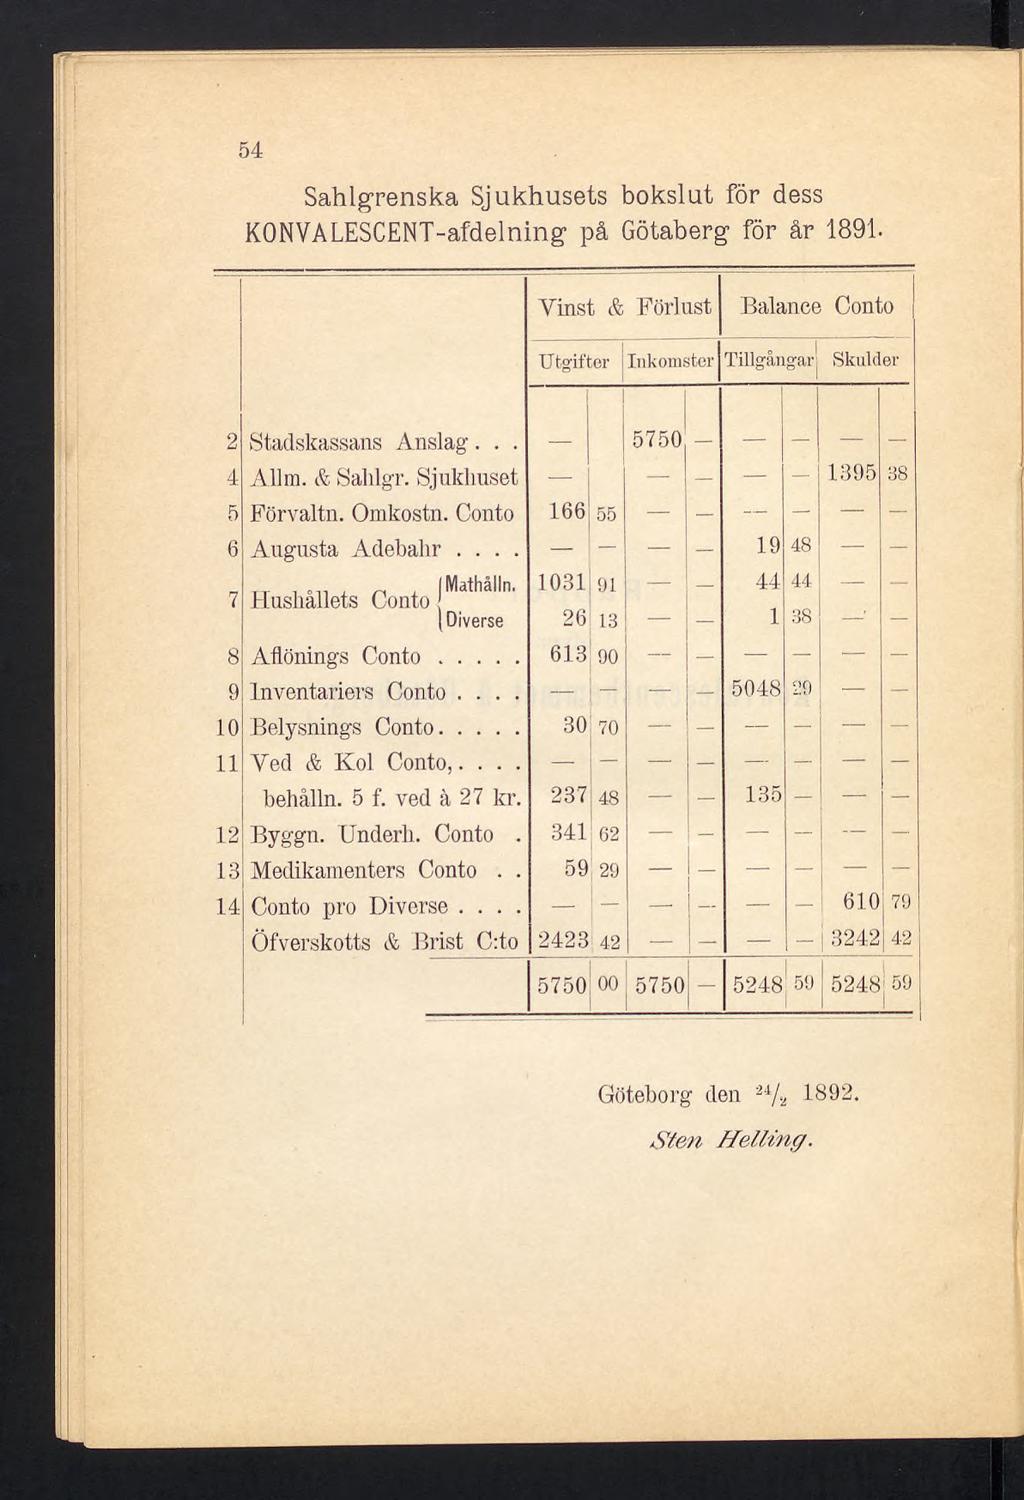 54
Sahlgrenska Sjukhusets bokslut för dess
KONVALESCENT-afdelning på Götaberg för år 1891.
Vinst & Förlust Balance Conto
Utgifter Inkomster Tillgångar Skulder
2 Stadskassans Anslag . . . — 5750 — — — — —
4 Allm. & Sahlgr. Sjukhuset — — — — — 1395 38
5 Förvaltn. Omkostn. Conto 166 55 — — — — — —
6 Augusta Adebahr . . . . — — — — 19 48 — —
7 Hushållets Conto { Mathålln. 1031 91 — — 44 44 — —
Diverse 26 13 — — 1 38 — —
8 Aflönings Conto . . . . . 613 90 — — — — — —
9 Inventariers Conto . . . . — — — — 5048 29 — —
10 Belysnings Conto . . . . . 30 70 — — — — — —
11 Ved & Kol Conto, . . . . — — — — — — — —
behålln. 5 f. ved à 27 kr. 237 48 — — 135 — — —
12 Byggn. Underh. Conto . 341 62 — — — — — —
13 Medikamenters Conto . . 59 29 — — — — — —
14 Conto pro Diverse . . . . — — — — — — 610 79
Öfverskotts & Brist C:to 2423 42 — — — — 3242 42
5750 00 5750 — 5248 59 5248 59
Göteborg den 24/2 1892.
Sten Helling.